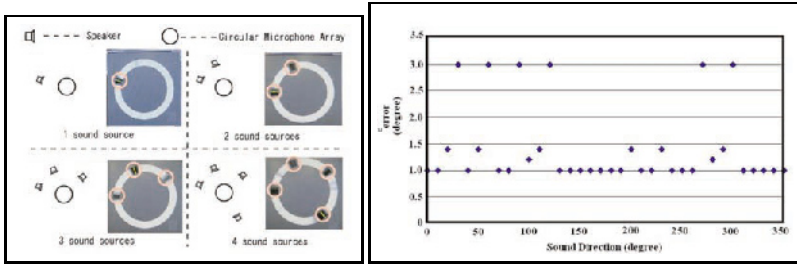 ---- Speaker
-----Circular Microphone Array
1 sound source
2 sound sources
3 sound sources
4 sound sources
error
(degree)
3.5
3.0
2.5
2.0
1.5
1.0
0.5
0 50 100 150 200 250 300 350
Sound Direction (degree)